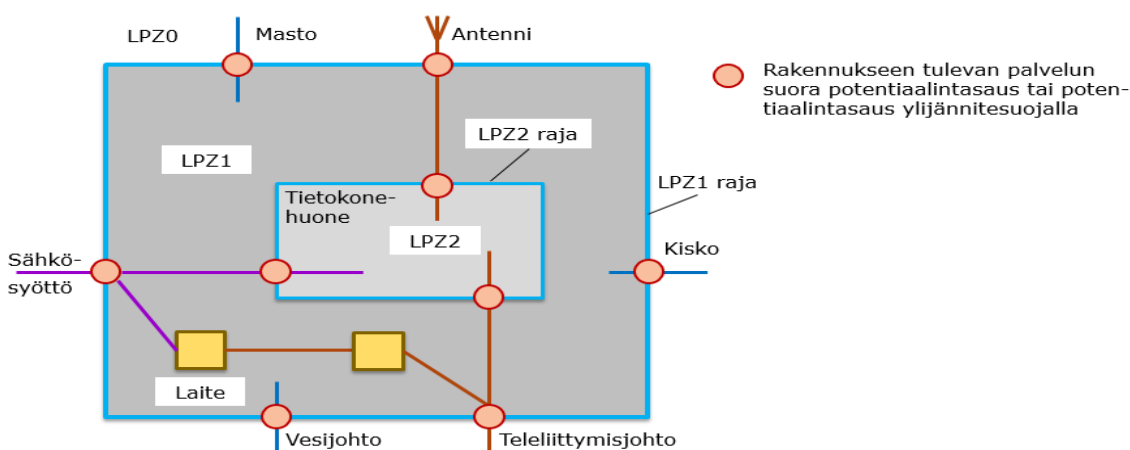 LPZ0
Masto
Antenni
Rakennukseen tulevan palvelun
suora potentiaalintasaus tai poten-
tiaalintasaus ylijännitesuojalla
LPZ2 raja
LPZ1
LPZ1 raja
Tietokone-
huone
LPZ2
Sähkö-
syöttö
Kisko
Laite
Vesijohto
Teleliittymisjohto